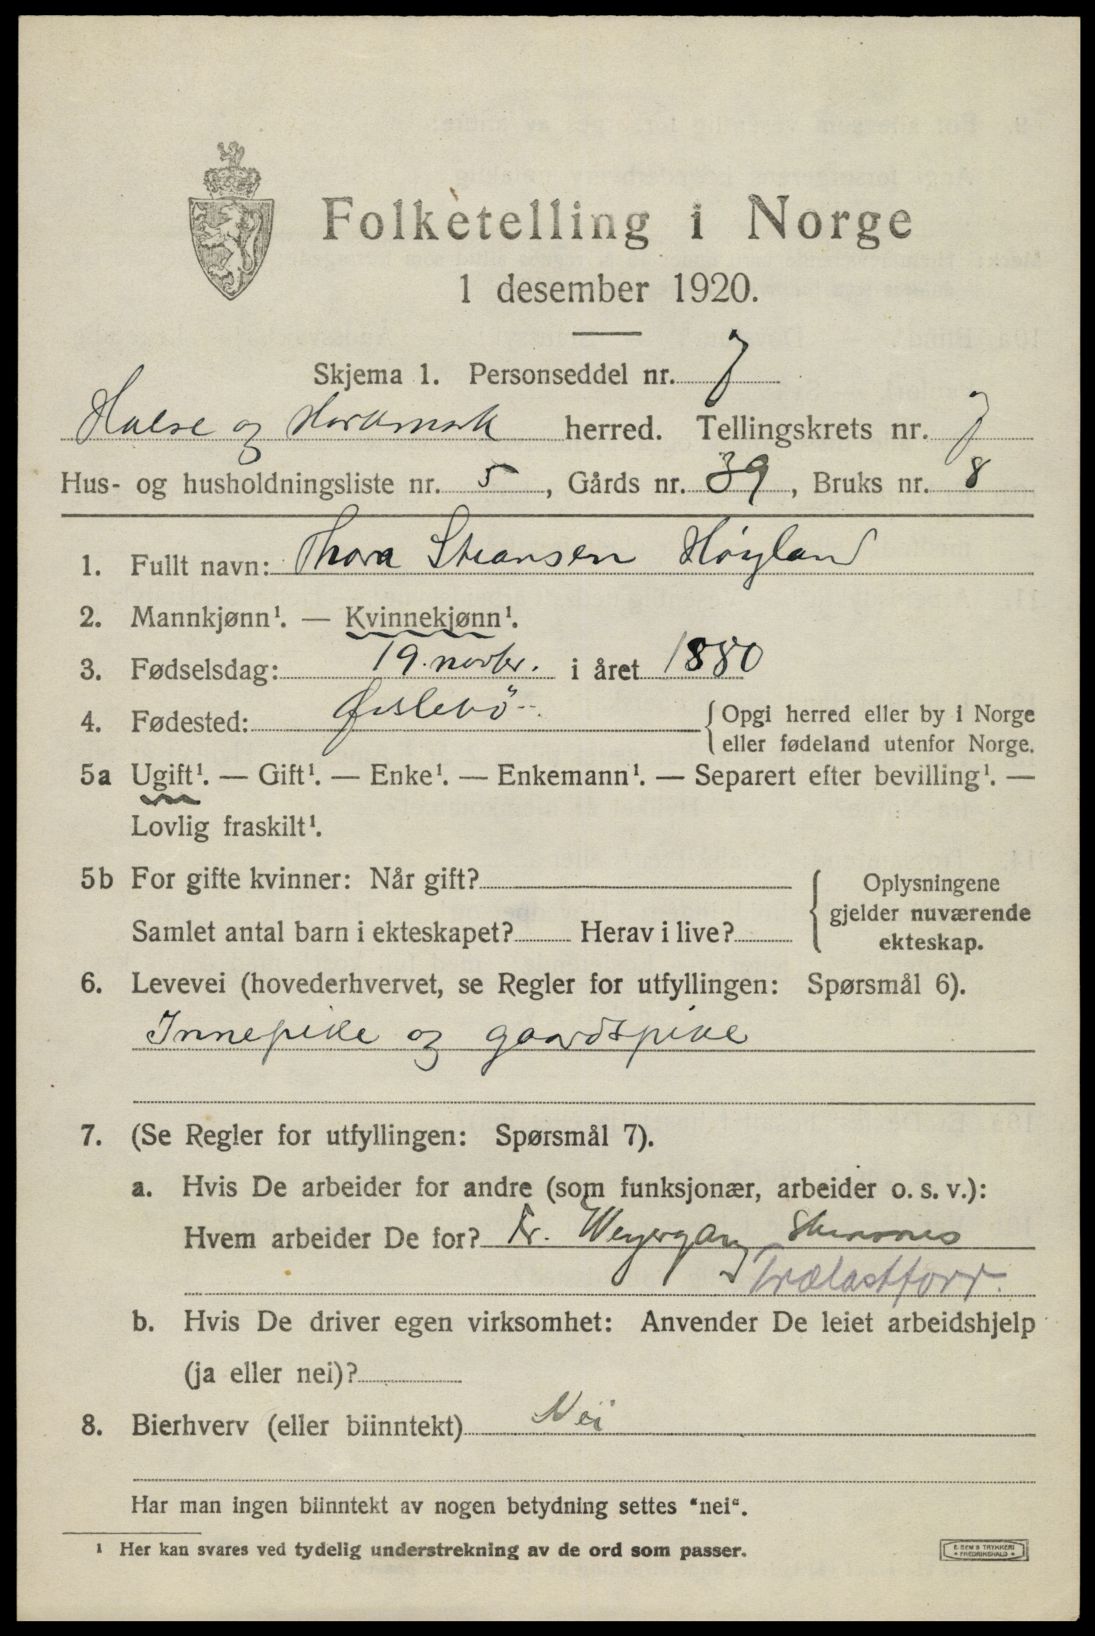 Folketelling i Norge
1 desember 1920.
Skjema 1. Personseddel nr. 7
Halse og Harkmark herred. Tellingskrets nr. 7
Hus- og husholdningsliste nr. 5, Gårds nr. 39, Bruks nr. 8
1. Fullt navn: Thora Høyland
2. Mannkjønn¹. — Kvinnekjønn¹.
3. Fødselsdag: 19. novbr. i året 1880
4. Fødested: Øislebö { Opgi herred eller by i Norge
eller fødeland utenfor Norge.
5a Ugift¹. — Gift¹. — Enke¹. — Enkemann¹. — Separert efter bevilling¹. —
Lovlig fraskilt¹.
5b For gifte kvinner: Når gift? { Oplysningene
gjelder nuværende
Samlet antal barn i ekteskapet? Herav i live?
ekteskap.
6. Levevei (hovederhvervet, se Regler for utfyllingen: Spørsmål 6).
Innepike og gaardspike
7. (Se Regler for utfyllingen: Spørsmål 7).
a. Hvis De arbeider for andre (som funksjonær, arbeider o. s. v.):
Hvem arbeider De for? Fr. Weyergang
Trælastforr.
b. Hvis De driver egen virksomhet: Anvender De leiet arbeidshjelp
(ja eller nei)?
8. Bierhverv (eller biinntekt) Nei
Har man ingen biinntekt av nogen betydning settes "nei".
¹ Her kan svares ved tydelig understrekning av de ord som passer.
E. SEM'S TRYKKERI
• FREDRIKSHALD •